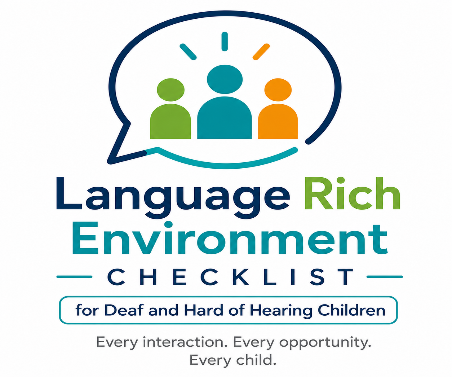 Language Rich
Environment
CHECKLIST
for Deaf and Hard of Hearing Children
Every interaction. Every opportunity.
Every child.